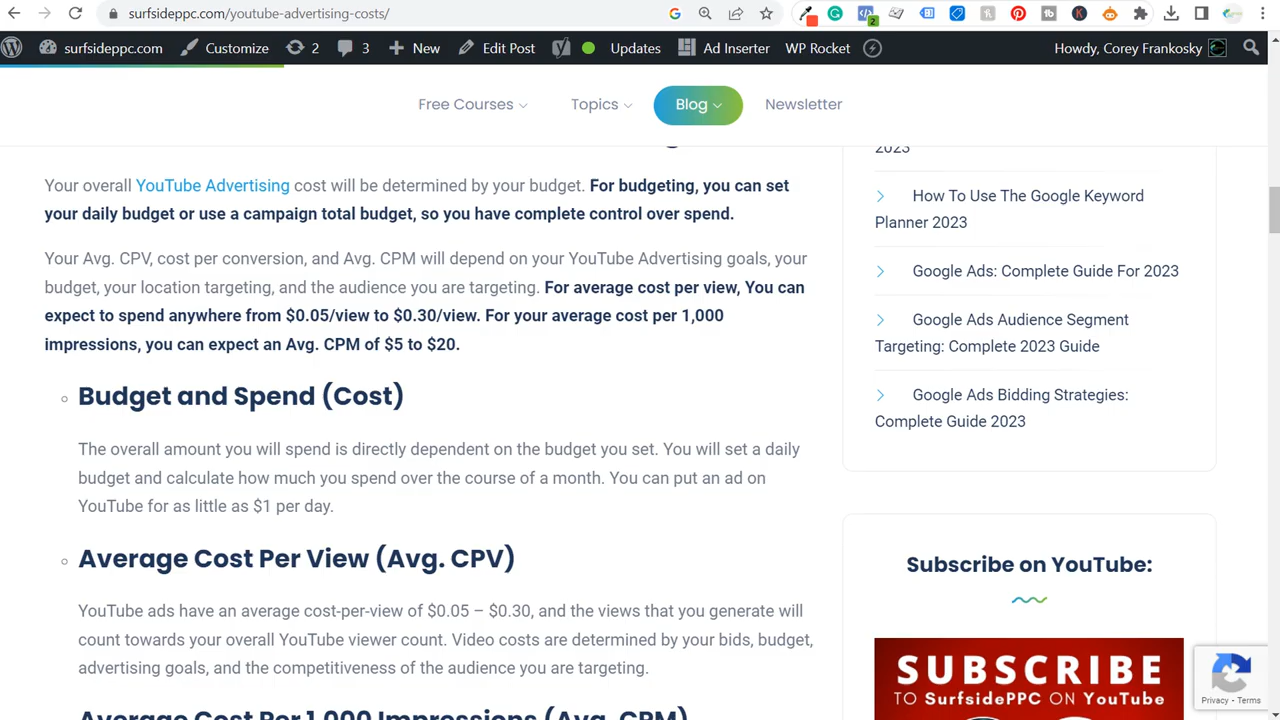 surfsideppc.com/youtube-advertising-costs/
2
surfsideppc.com
Customize
2
3
New
Edit Post
Updates
Ad Inserter
WP Rocket
Howdy, Corey Frankosky
Free Courses
Topics
Blog
Newsletter
Your overall YouTube Advertising cost will be determined by your budget. For budgeting, you can set
your daily budget or use a campaign total budget, so you have complete control over spend.
Your Avg. CPV, cost per conversion, and Avg. CPM will depend on your YouTube Advertising goals, your
budget, your location targeting, and the audience you are targeting. For average cost per view, You can
expect to spend anywhere from $0.05/view to $0.30/view. For your average cost per 1,000
impressions, you can expect an Avg. CPM of $5 to $20.
Budget and Spend (Cost)
The overall amount you will spend is directly dependent on the budget you set. You will set a daily
budget and calculate how much you spend over the course of a month. You can put an ad on
YouTube for as little as $1 per day.
Average Cost Per View (Avg. CPV)
YouTube ads have an average cost-per-view of $0.05 – $0.30, and the views that you generate will
count towards your overall YouTube viewer count. Video costs are determined by your bids, budget,
advertising goals, and the competitiveness of the audience you are targeting.
Average Cost Per 1,000 Impressions (Avg. CPM)
2023
How To Use The Google Keyword
Planner 2023
Google Ads: Complete Guide For 2023
Google Ads Audience Segment
Targeting: Complete 2023 Guide
Google Ads Bidding Strategies:
Complete Guide 2023
Subscribe on YouTube:
SUBSCRIBE
TO SurfsidePPC ON YouTube
Privacy - Terms